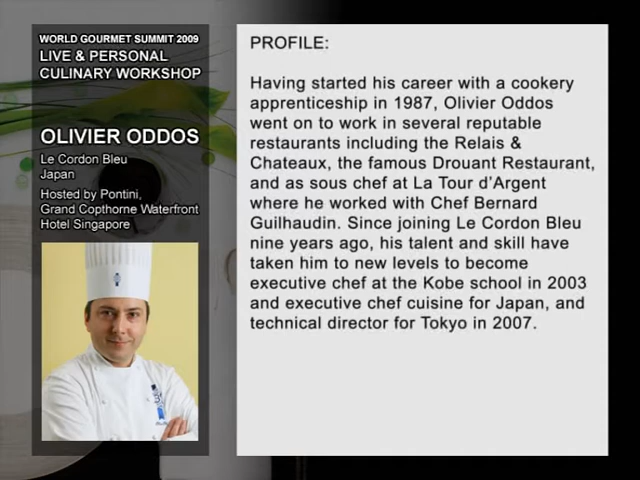 WORLD GOURMET SUMMIT 2009
LIVE & PERSONAL
CULINARY WORKSHOP
OLIVIER ODDOS
Le Cordon Bleu
Japan
Hosted by Pontini,
Grand Copthorne Waterfront
Hotel Singapore
PROFILE:
Having started his career with a cookery
apprenticeship in 1987, Olivier Oddos
went on to work in several reputable
restaurants including the Relais &
Chateaux, the famous Drouant Restaurant,
and as sous chef at La Tour d'Argent
where he worked with Chef Bernard
Guilhaudin. Since joining Le Cordon Bleu
nine years ago, his talent and skill have
taken him to new levels to become
executive chef at the Kobe school in 2003
and executive chef cuisine for Japan, and
technical director for Tokyo in 2007.